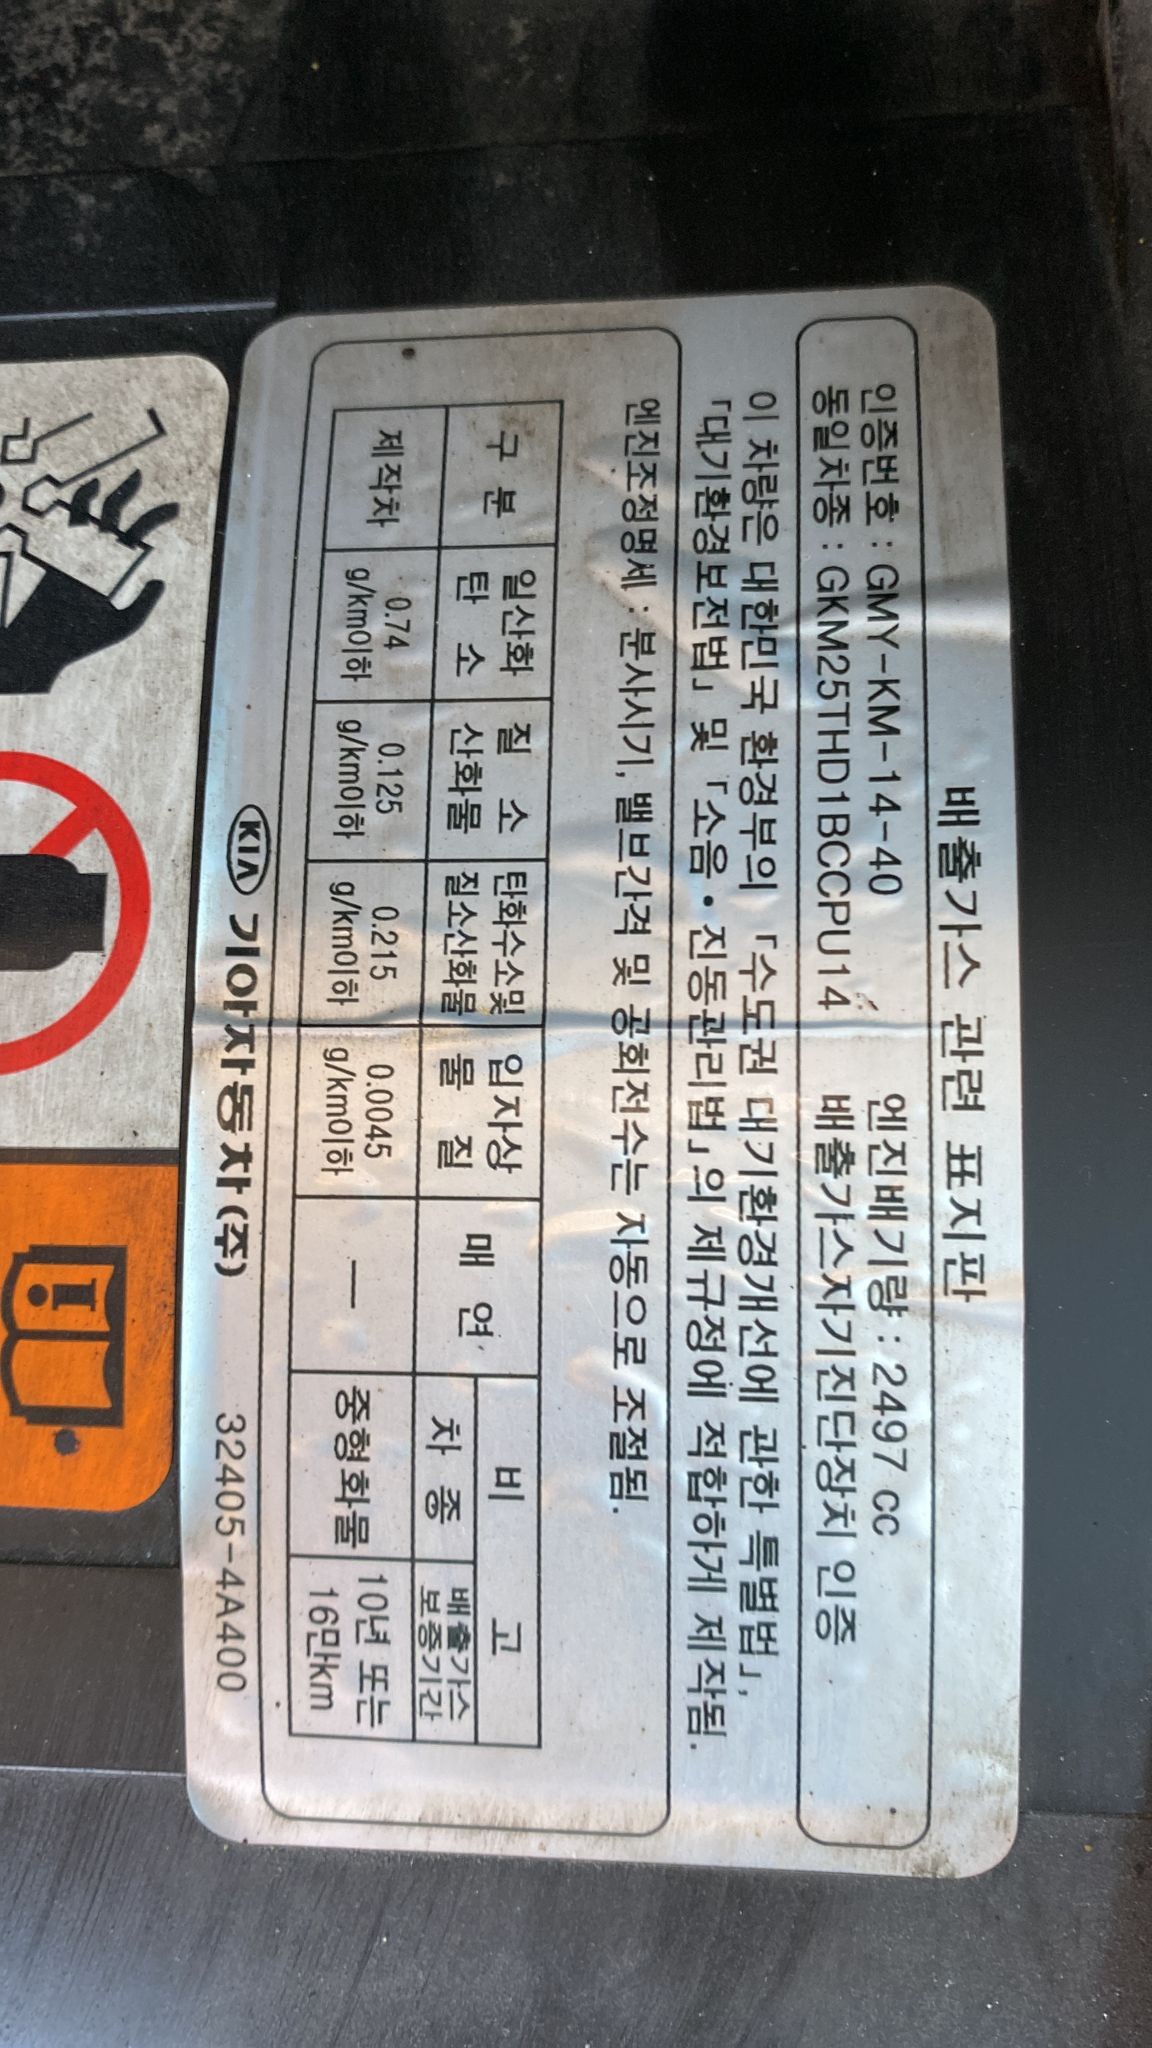 배출가스 관련 표지판
인증번호 : GMY-KM-14-40 엔진배기량 : 2497 cc
동일차종 : GKM25THD1BCCPU14 배출가스자기진단장치 인증
이 차량은 대한민국 환경부의 「수도권 대기환경개선에 관한 특별법」,
「대기환경보전법」 및 「소음•진동관리법」의 제규정에 적합하게 제작됨.
엔진조정명세 : 분사시기, 밸브간격 및 공회전수는 자동으로 조절됨.
구 분 일산화 탄 소 질 소 산화물 탄화수소및 질소산화물 입자상 물 질 매 연 비 고
차 종 배출가스 보증기간
제작차 0.74 g/km이하 0.125 g/km이하 0.215 g/km이하 0.0045 g/km이하 — 중형화물 10년 또는 16만km
KIA 기아자동차(주) 32405-4A400